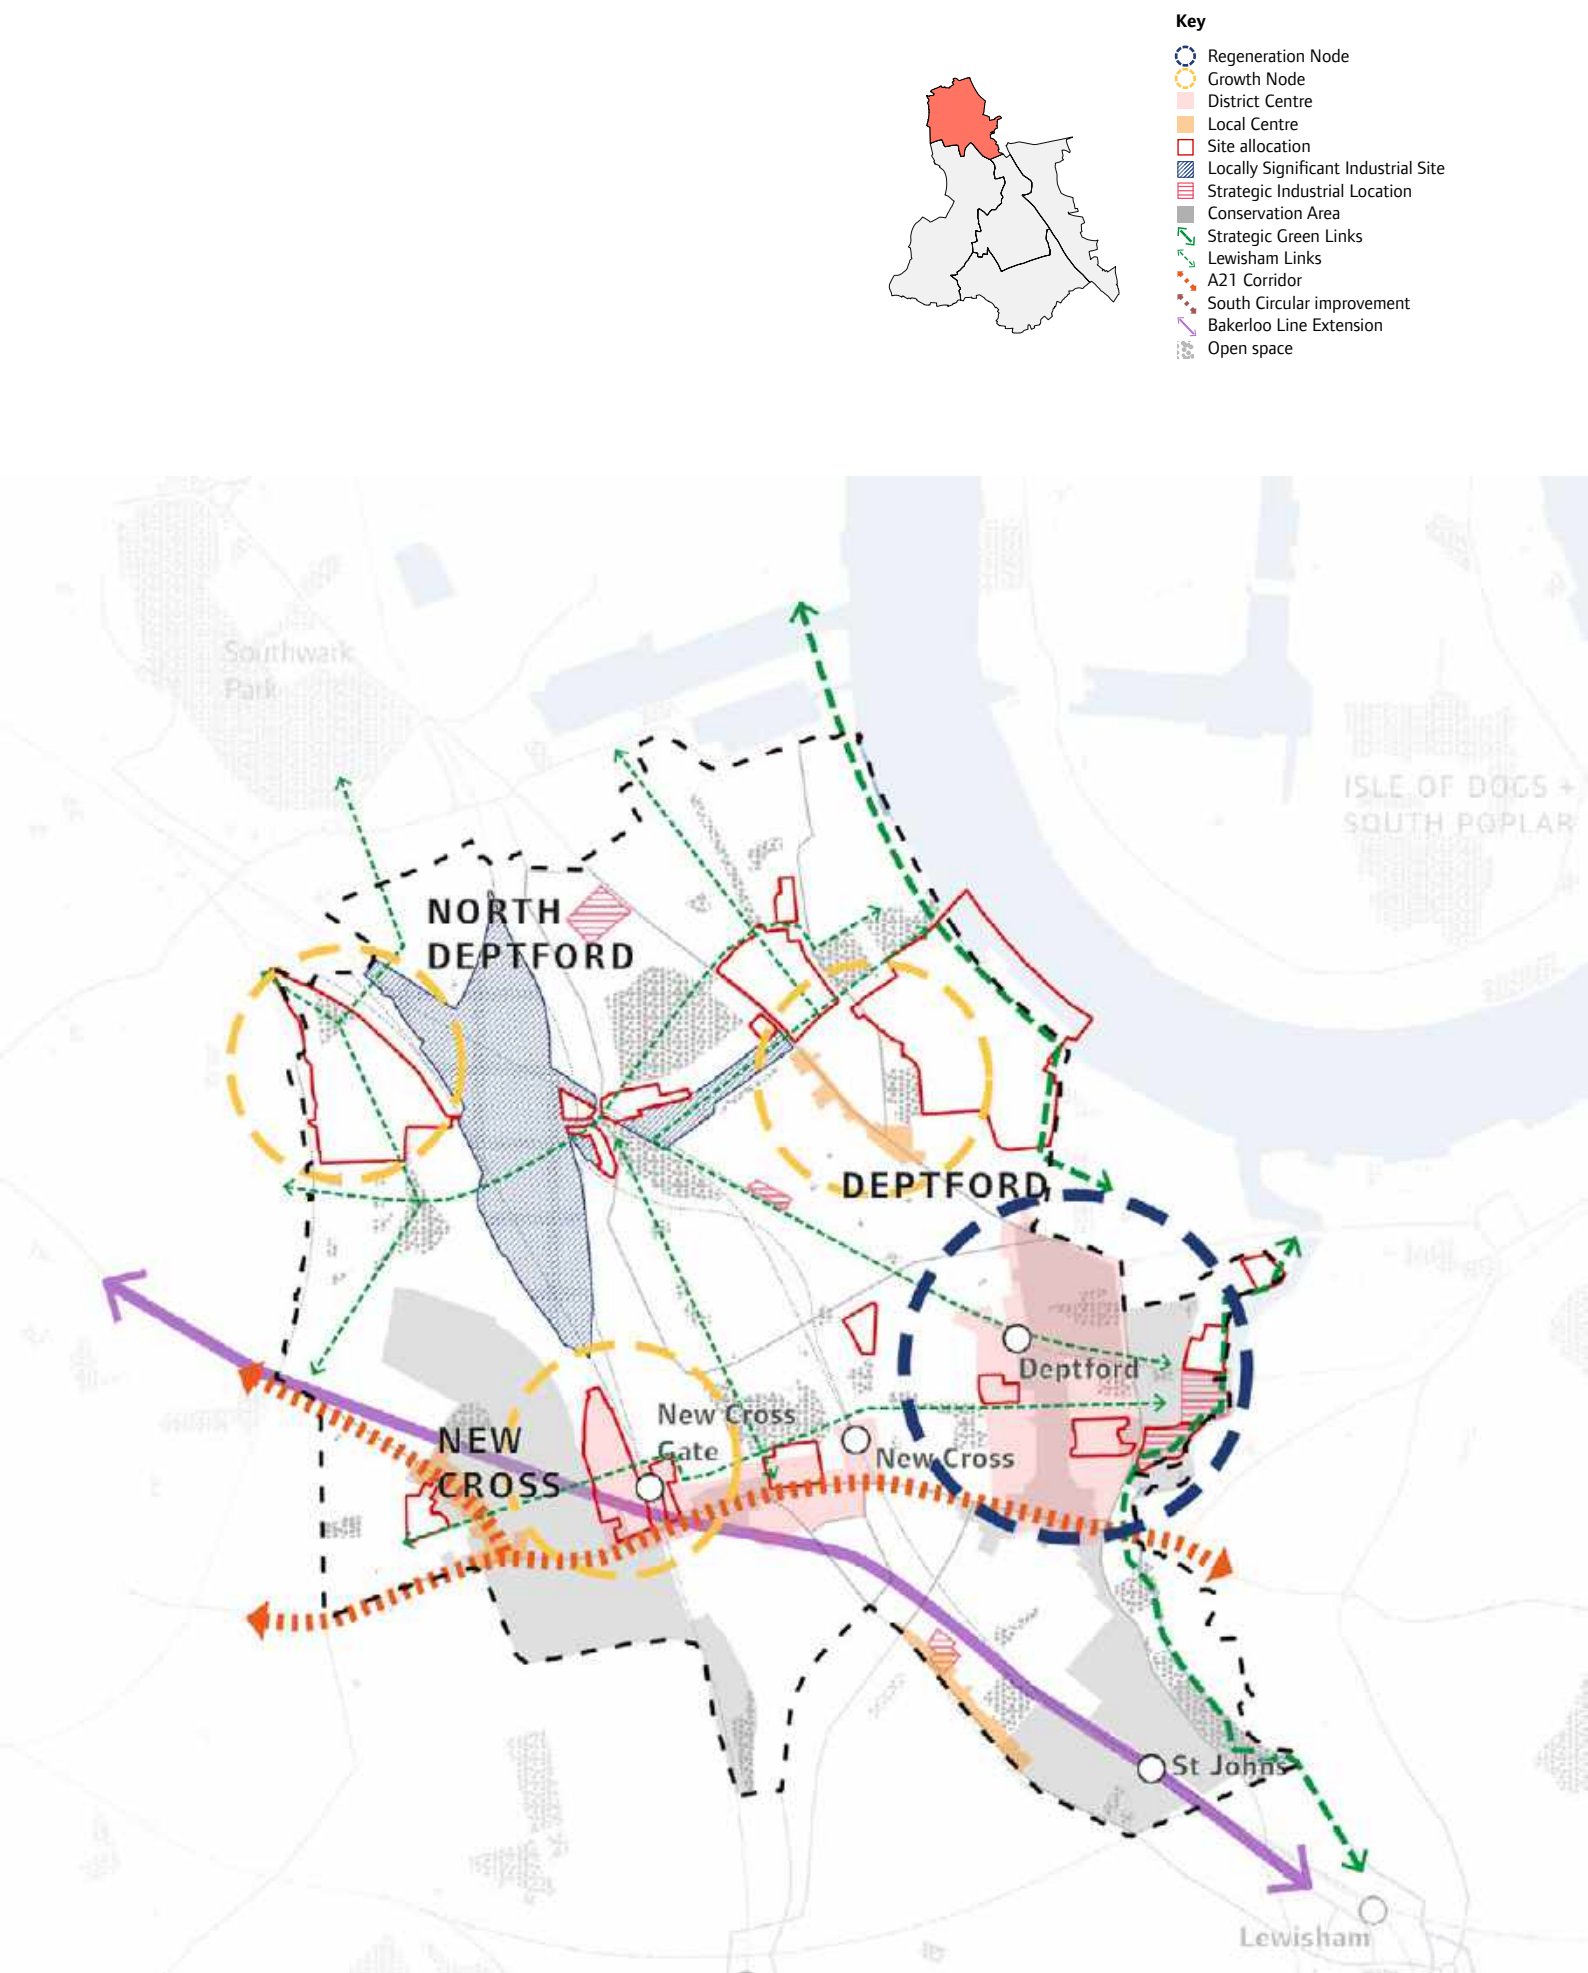 Key
Regeneration Node
Growth Node
District Centre
Local Centre
Site allocation
Locally Significant Industrial Site
Strategic Industrial Location
Conservation Area
Strategic Green Links
Lewisham Links
A21 Corridor
South Circular improvement
Bakerloo Line Extension
Open space
Southwark
Park
ISLE OF DOGS +
SOUTH POPLAR
NORTH
DEPTFORD
DEPTFORD
Deptford
New Cross
Gate
NEW
CROSS
New Cross
St Johns
Lewisham